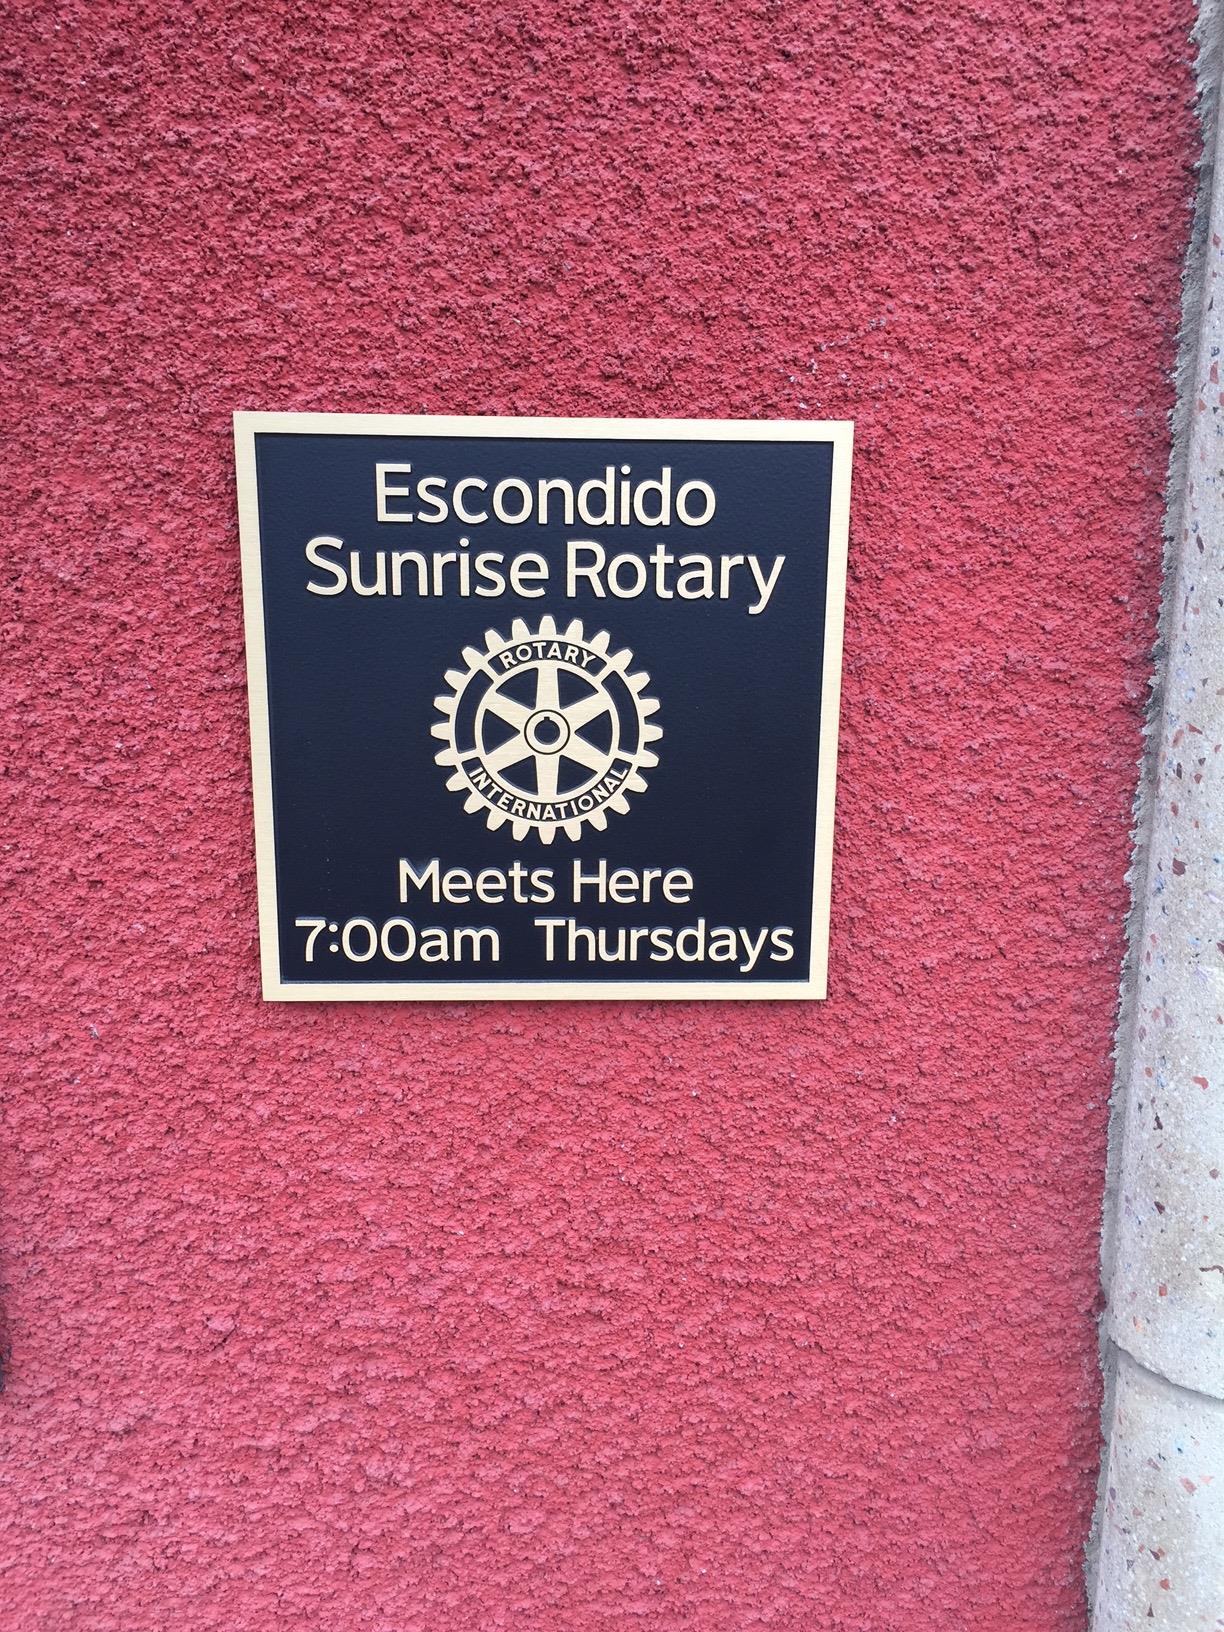 Escondido
Sunrise Rotary
ROTARY
INTERNATIONAL
Meets Here
7:00am Thursdays